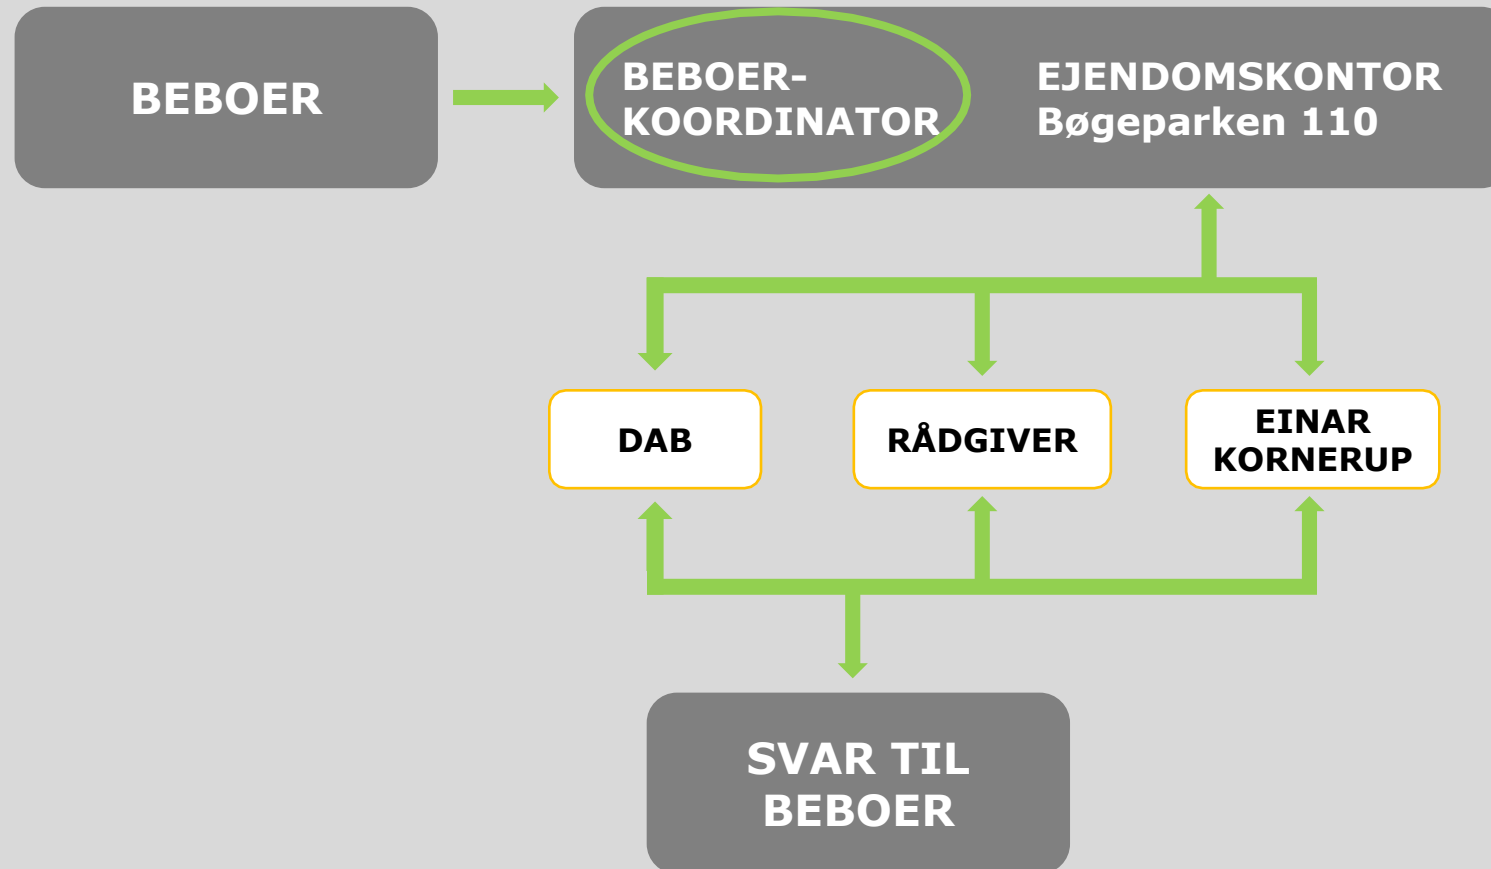 BEBOER
BEBOER-
KOORDINATOR
EJENDOMSKONTOR
Bøgeparken 110
DAB
RÅDGIVER
EINAR
KORNERUP
SVAR TIL
BEBOER